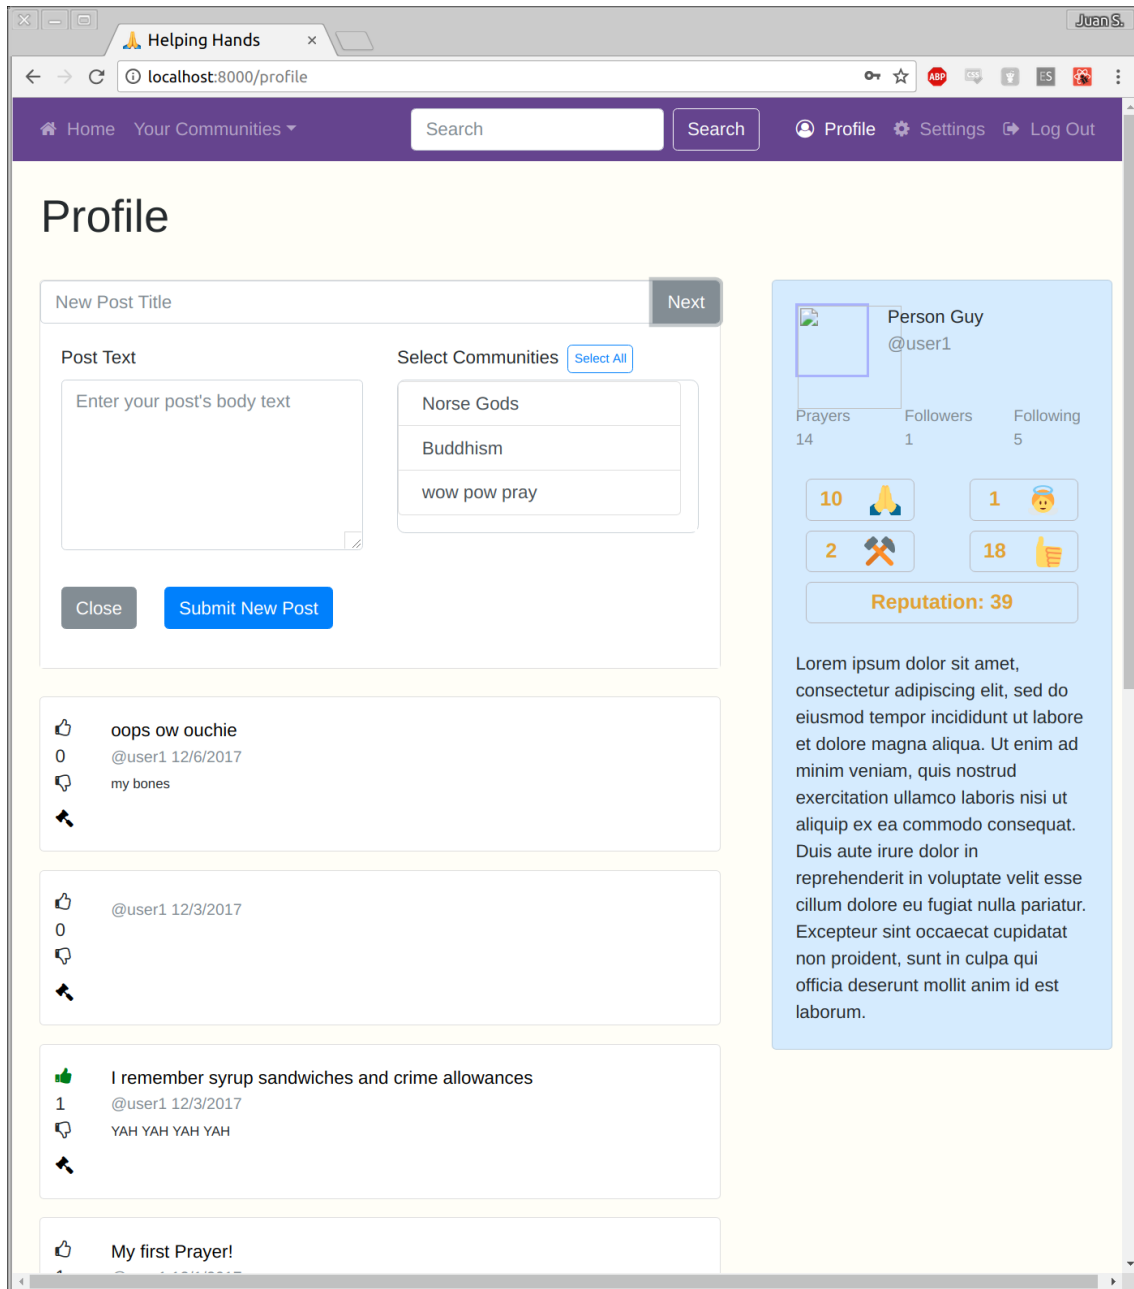 Juan S.
Helping Hands
localhost:8000/profile
ABP CSS ES
Home Your Communities Search Search Profile Settings Log Out
Profile
New Post Title Next
Post Text
Enter your post's body text
Select Communities Select All
Norse Gods
Buddhism
wow pow pray
Close Submit New Post
oops ow ouchie
0 @user1 12/6/2017
my bones
@user1 12/3/2017
0
I remember syrup sandwiches and crime allowances
1 @user1 12/3/2017
YAH YAH YAH YAH
My first Prayer!
Person Guy
@user1
Prayers Followers Following
14 1 5
10 1
2 18
Reputation: 39
Lorem ipsum dolor sit amet,
consectetur adipiscing elit, sed do
eiusmod tempor incididunt ut labore
et dolore magna aliqua. Ut enim ad
minim veniam, quis nostrud
exercitation ullamco laboris nisi ut
aliquip ex ea commodo consequat.
Duis aute irure dolor in
reprehenderit in voluptate velit esse
cillum dolore eu fugiat nulla pariatur.
Excepteur sint occaecat cupidatat
non proident, sunt in culpa qui
officia deserunt mollit anim id est
laborum.